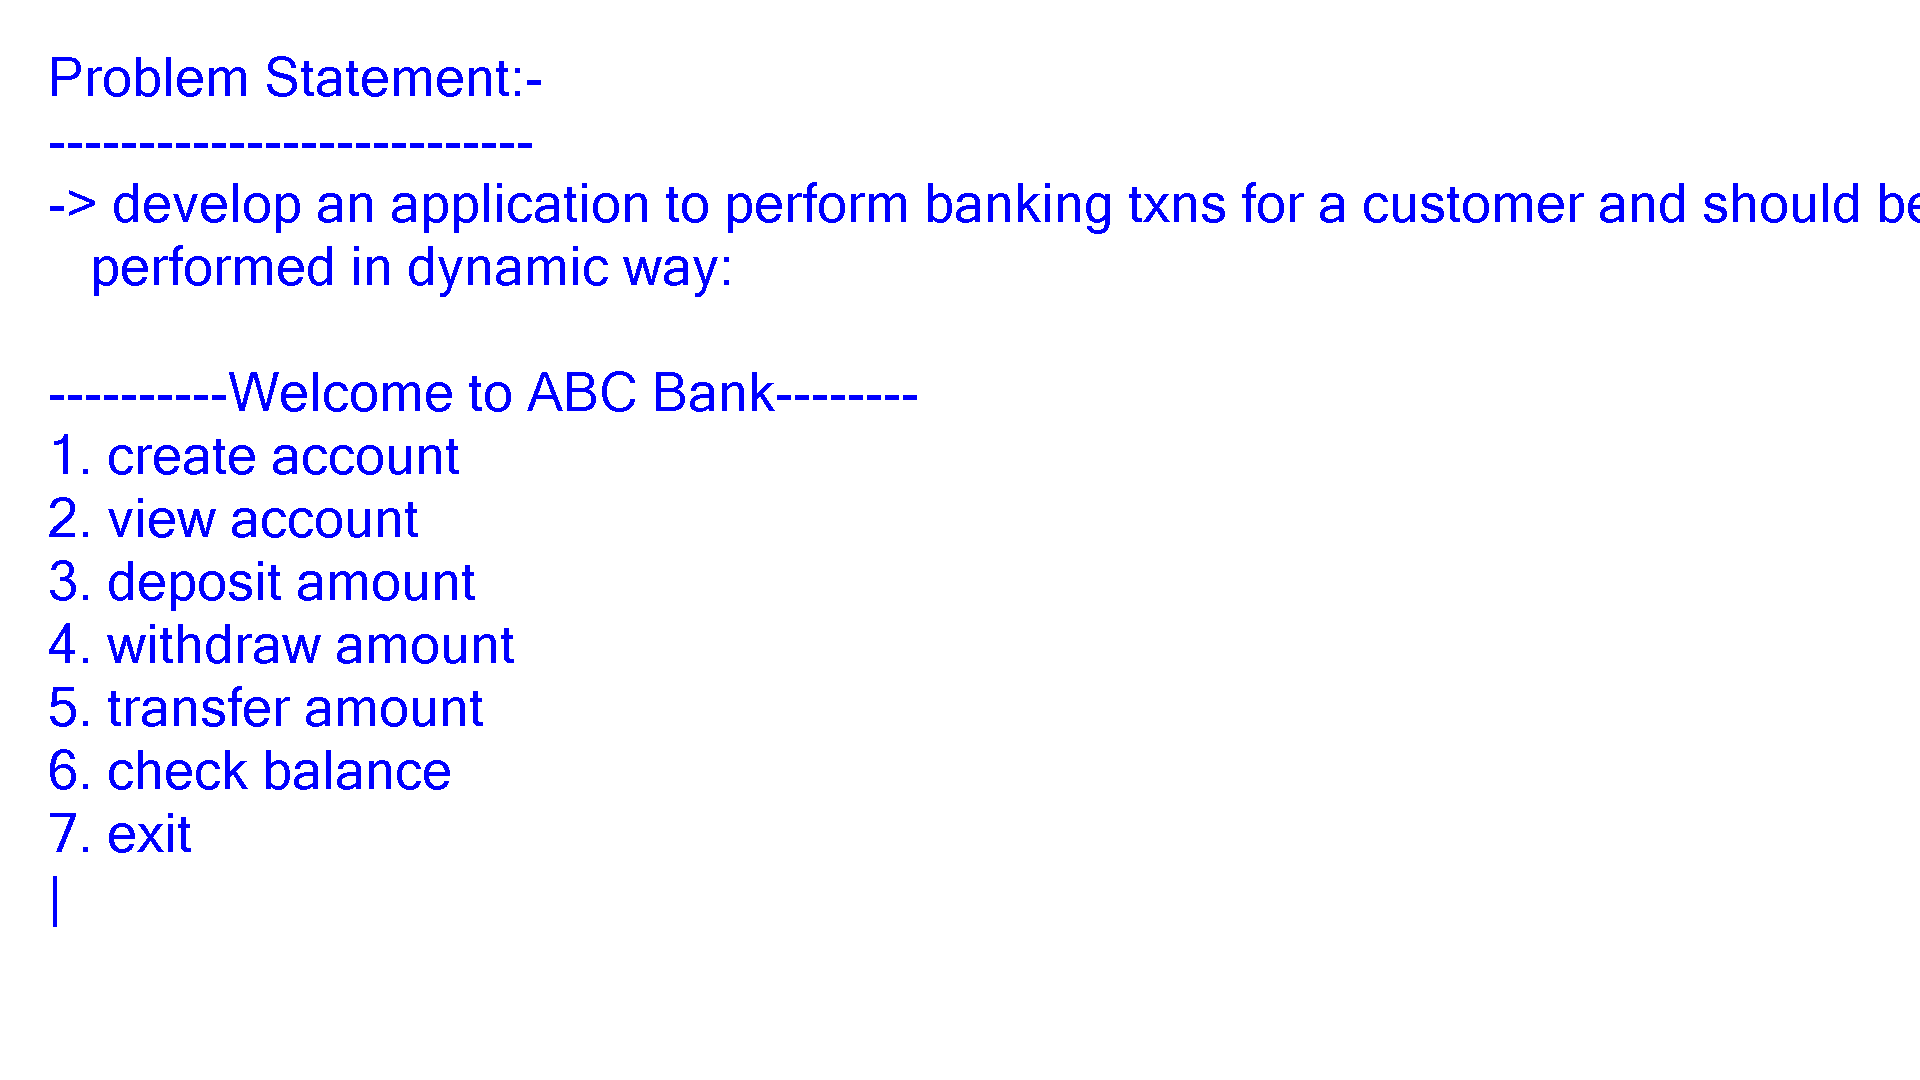 Problem Statement:-
---------------------------
-> develop an application to perform banking txns for a customer and should be
performed in dynamic way:
----------Welcome to ABC Bank--------
1. create account
2. view account
3. deposit amount
4. withdraw amount
5. transfer amount
6. check balance
7. exit